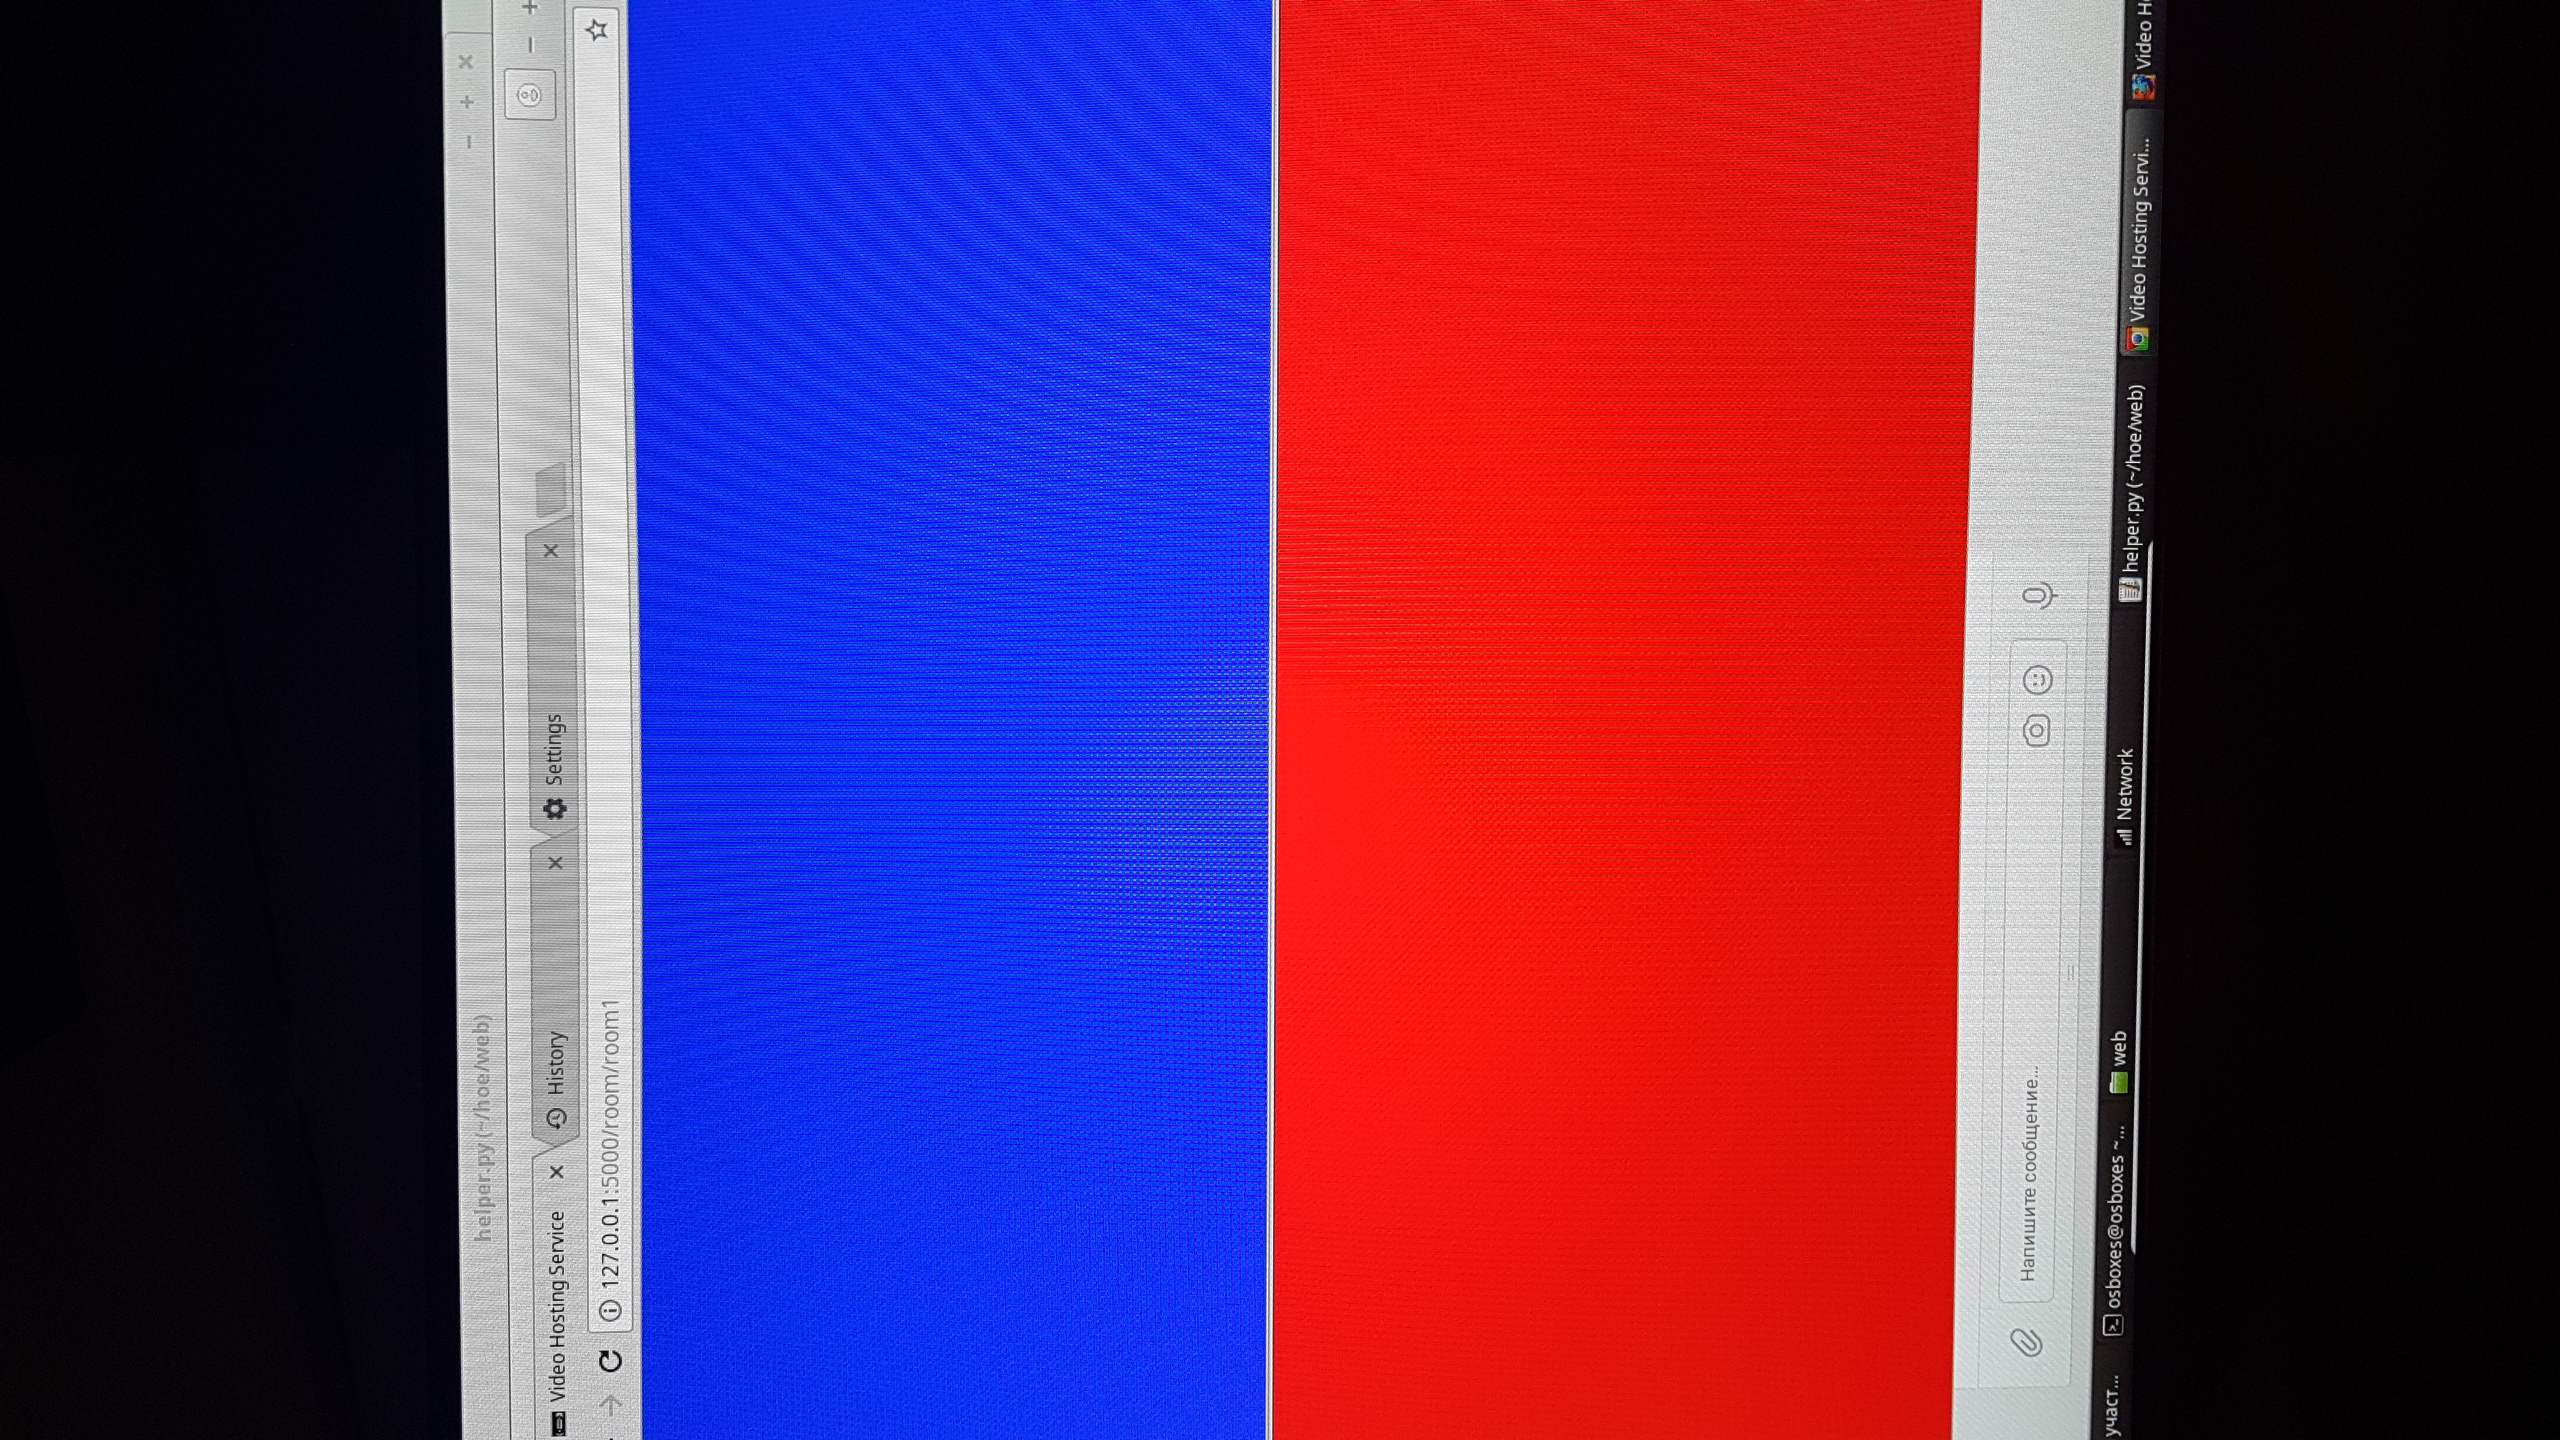 helper.py (~/hoe/web)
Video Hosting Service
History
Settings
127.0.0.1:5000/room/room1
Напишите сообщение...
участ...
osboxes@osboxes ~...
web
Network
helper.py (~/hoe/web)
Video Hosting Servi...
Video H